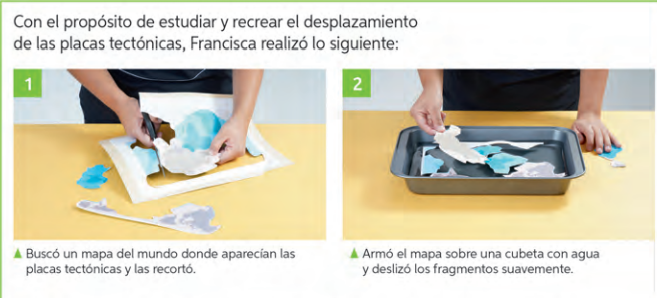 Con el propósito de estudiar y recrear el desplazamiento
de las placas tectónicas, Francisca realizó lo siguiente:
1
2
Buscó un mapa del mundo donde aparecían las
placas tectónicas y las recortó.
Armó el mapa sobre una cubeta con agua
y deslizó los fragmentos suavemente.